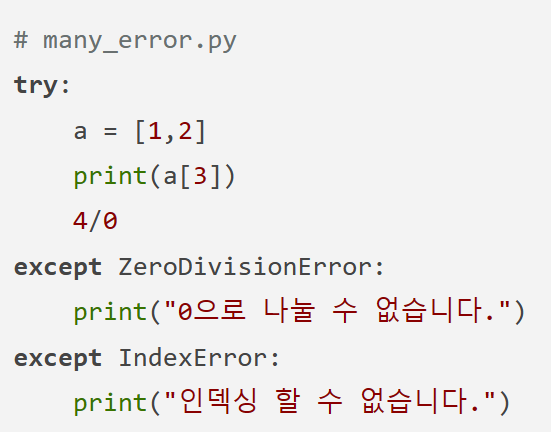 # many_error.py
try:
    a = [1,2]
    print(a[3])
    4/0
except ZeroDivisionError:
    print("0으로 나눌 수 없습니다.")
except IndexError:
    print("인덱싱 할 수 없습니다.")